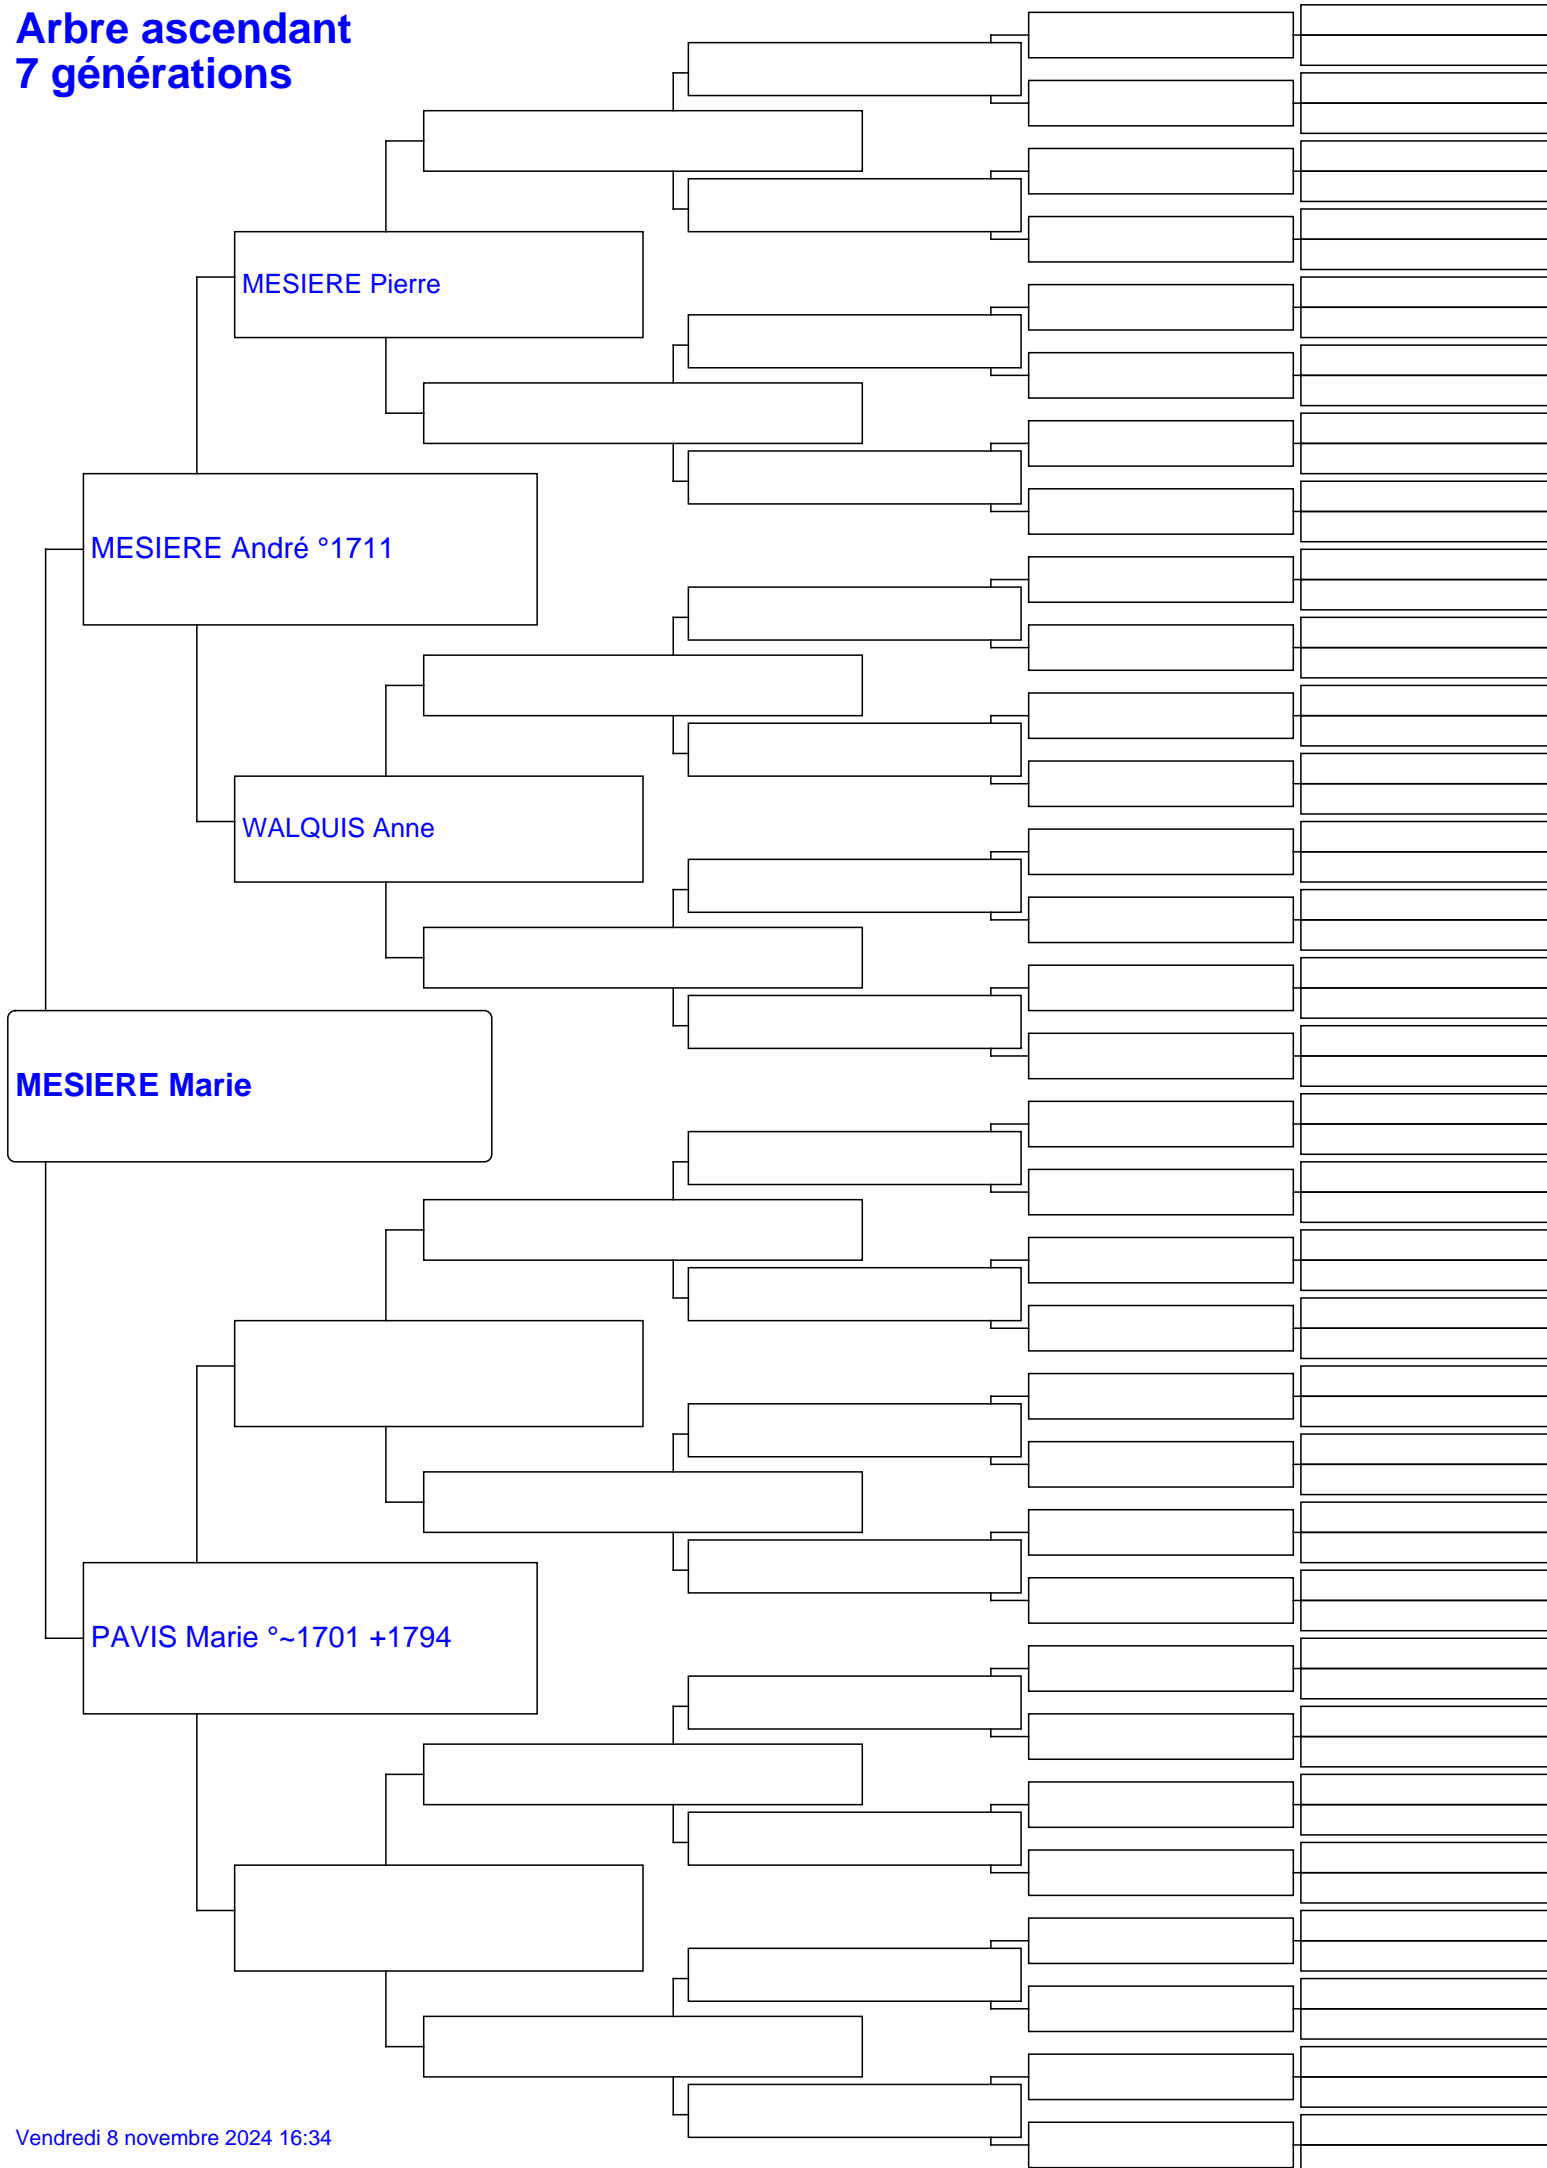 Arbre ascendant
7 générations
MESIERE Pierre
MESIERE André °1711
WALQUIS Anne
MESIERE Marie
PAVIS Marie °~1701 +1794
Vendredi 8 novembre 2024 16:34